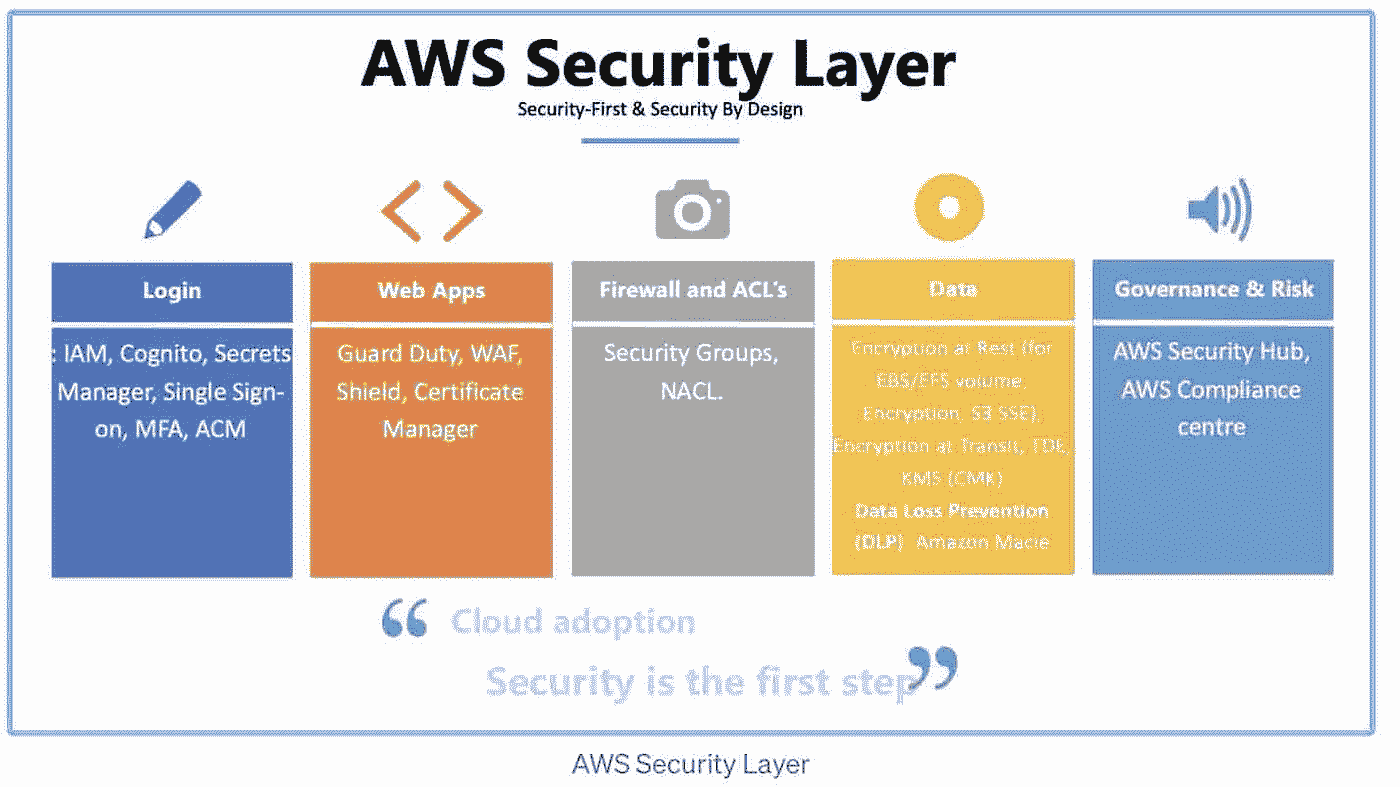 AWS Security Layer
Security-First & Security By Design
Login
: IAM, Cognito, Secrets
Manager, Single Sign-
on, MFA, ACM
Web Apps
Guard Duty, WAF,
Shield, Certificate
Manager
Firewall and ACL's
Security Groups,
NACL.
Data
Encryption at Rest (for
EBS/EFS volume,
Encryption, S3 SSE)
Encryption at Transit, TDE,
KMS (CMK)
Data Loss Prevention
(DLP) Amazon Macie
Governance & Risk
AWS Security Hub,
AWS Compliance
centre
“ Cloud adoption
Security is the first step”
AWS Security Layer